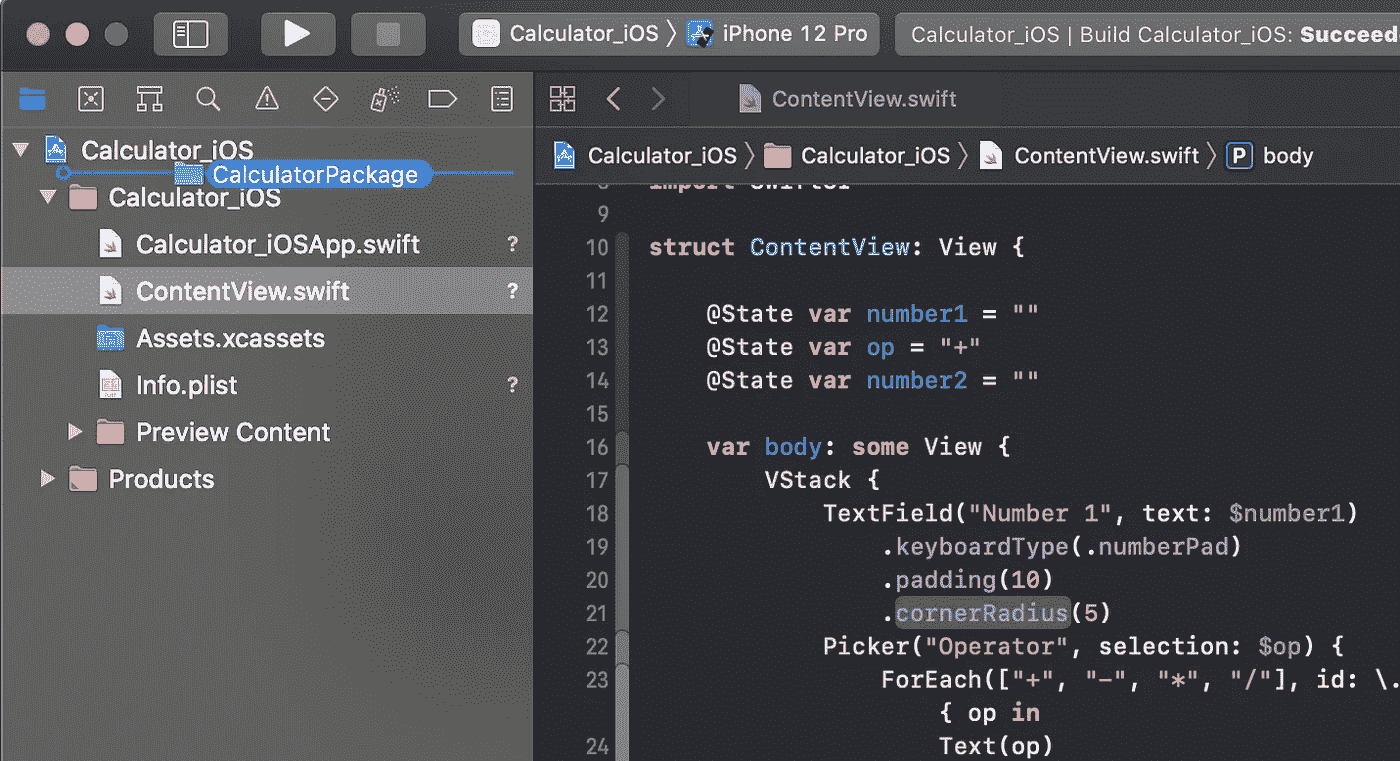 Calculator_iOS 〉 iPhone 12 Pro
Calculator_iOS | Build Calculator_iOS: Succeed
Calculator_iOS
CalculatorPackage
Calculator_iOS
Calculator_iOSApp.swift ?
ContentView.swift ?
Assets.xcassets
Info.plist ?
Preview Content
Products
ContentView.swift
Calculator_iOS 〉 Calculator_iOS 〉 ContentView.swift 〉 P body
9
10 struct ContentView: View {
11
12 @State var number1 = ""
13 @State var op = "+"
14 @State var number2 = ""
15
16 var body: some View {
17 VStack {
18 TextField("Number 1", text: $number1)
19 .keyboardType(.numberPad)
20 .padding(10)
21 .cornerRadius(5)
22 Picker("Operator", selection: $op) {
23 ForEach(["+", "-", "*", "/"], id: \.
{ op in
24 Text(op)